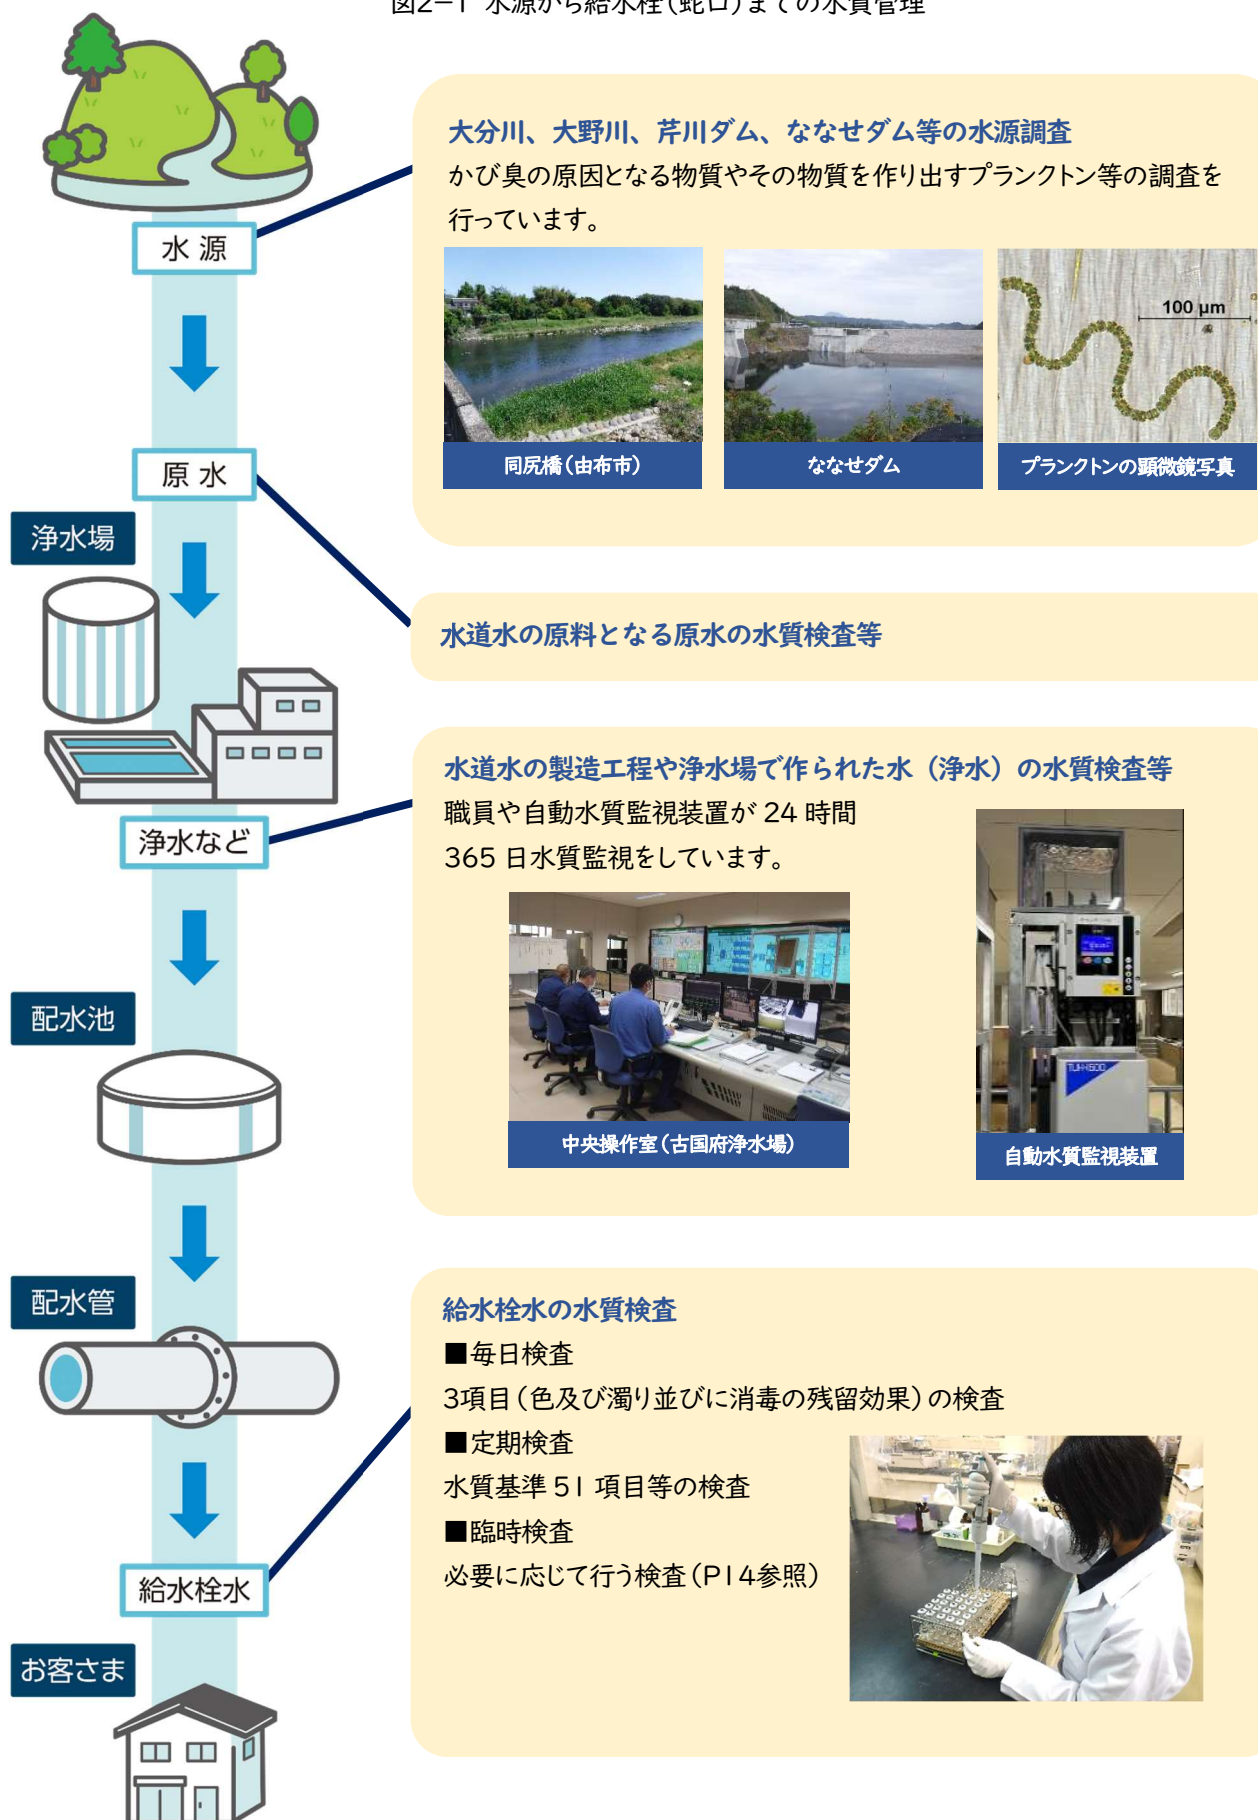 図2-1 水源から給水栓(蛇口)までの水質管理
大分川、大野川、芹川ダム、ななせダム等の水源調査
かび臭の原因となる物質やその物質を作り出すプランクトン等の調査を
行っています。
水 源
100 µm
同尻橋(由布市)
ななせダム
プランクトンの顕微鏡写真
原 水
浄水場
水道水の原料となる原水の水質検査等
水道水の製造工程や浄水場で作られた水(浄水)の水質検査等
職員や自動水質監視装置が 24 時間
365 日水質監視をしています。
浄水など
TUH-1600
中央操作室(古国府浄水場)
自動水質監視装置
配水池
配水管
給水栓水の水質検査
■毎日検査
3項目(色及び濁り並びに消毒の残留効果)の検査
■定期検査
水質基準 51 項目等の検査
■臨時検査
必要に応じて行う検査(P14参照)
給水栓水
お客さま